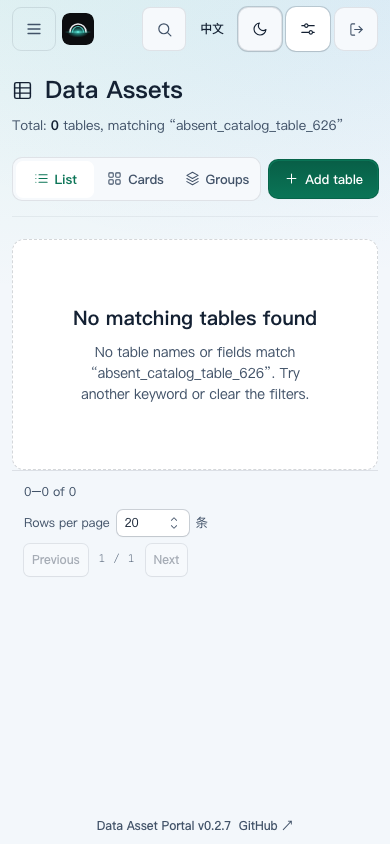 中文
Data Assets
Total: 0 tables, matching “absent_catalog_table_626”
List Cards Groups + Add table
No matching tables found
No table names or fields match
“absent_catalog_table_626”. Try
another keyword or clear the filters.
0—0 of 0
Rows per page 20 条
Previous 1 / 1 Next
Data Asset Portal v0.2.7 GitHub ↗